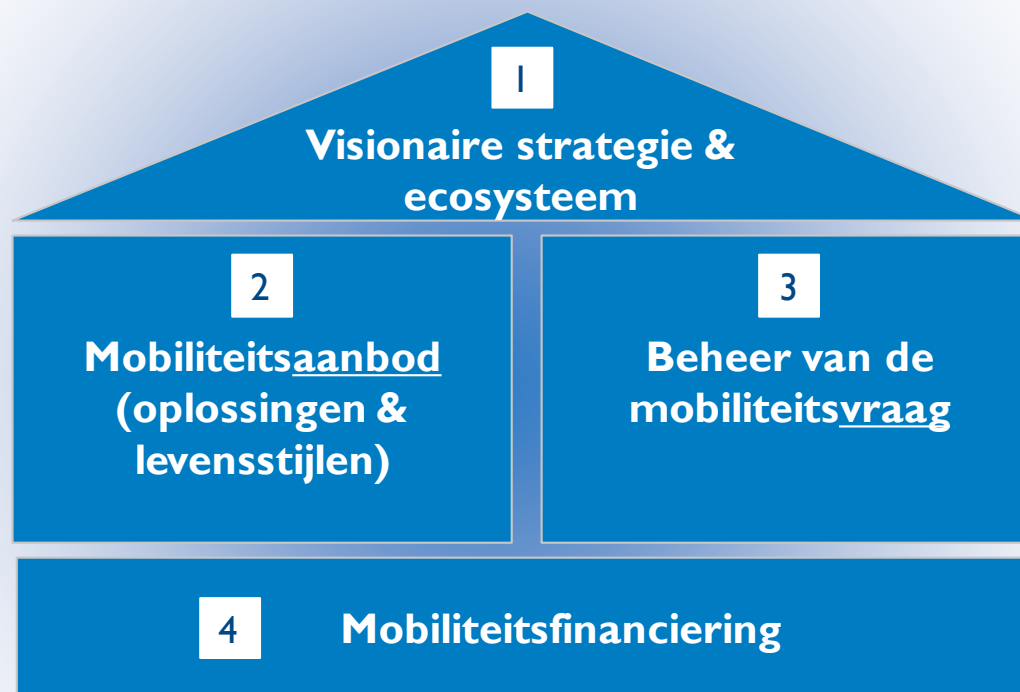 1
Visionaire strategie &
ecosysteem
2
Mobiliteitsaanbod
(oplossingen &
levensstijlen)
3
Beheer van de
mobiliteitsvraag
4
Mobiliteitsfinanciering